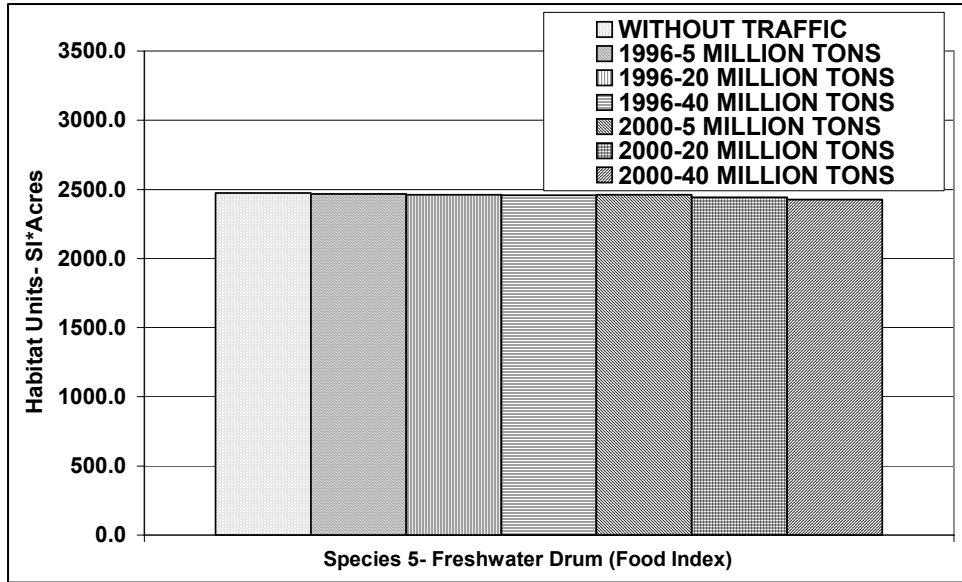 WITHOUT TRAFFIC
1996-5 MILLION TONS
1996-20 MILLION TONS
1996-40 MILLION TONS
2000-5 MILLION TONS
2000-20 MILLION TONS
2000-40 MILLION TONS
Habitat Units- SI*Acres
3500.0
3000.0
2500.0
2000.0
1500.0
1000.0
500.0
0.0
Species 5- Freshwater Drum (Food Index)